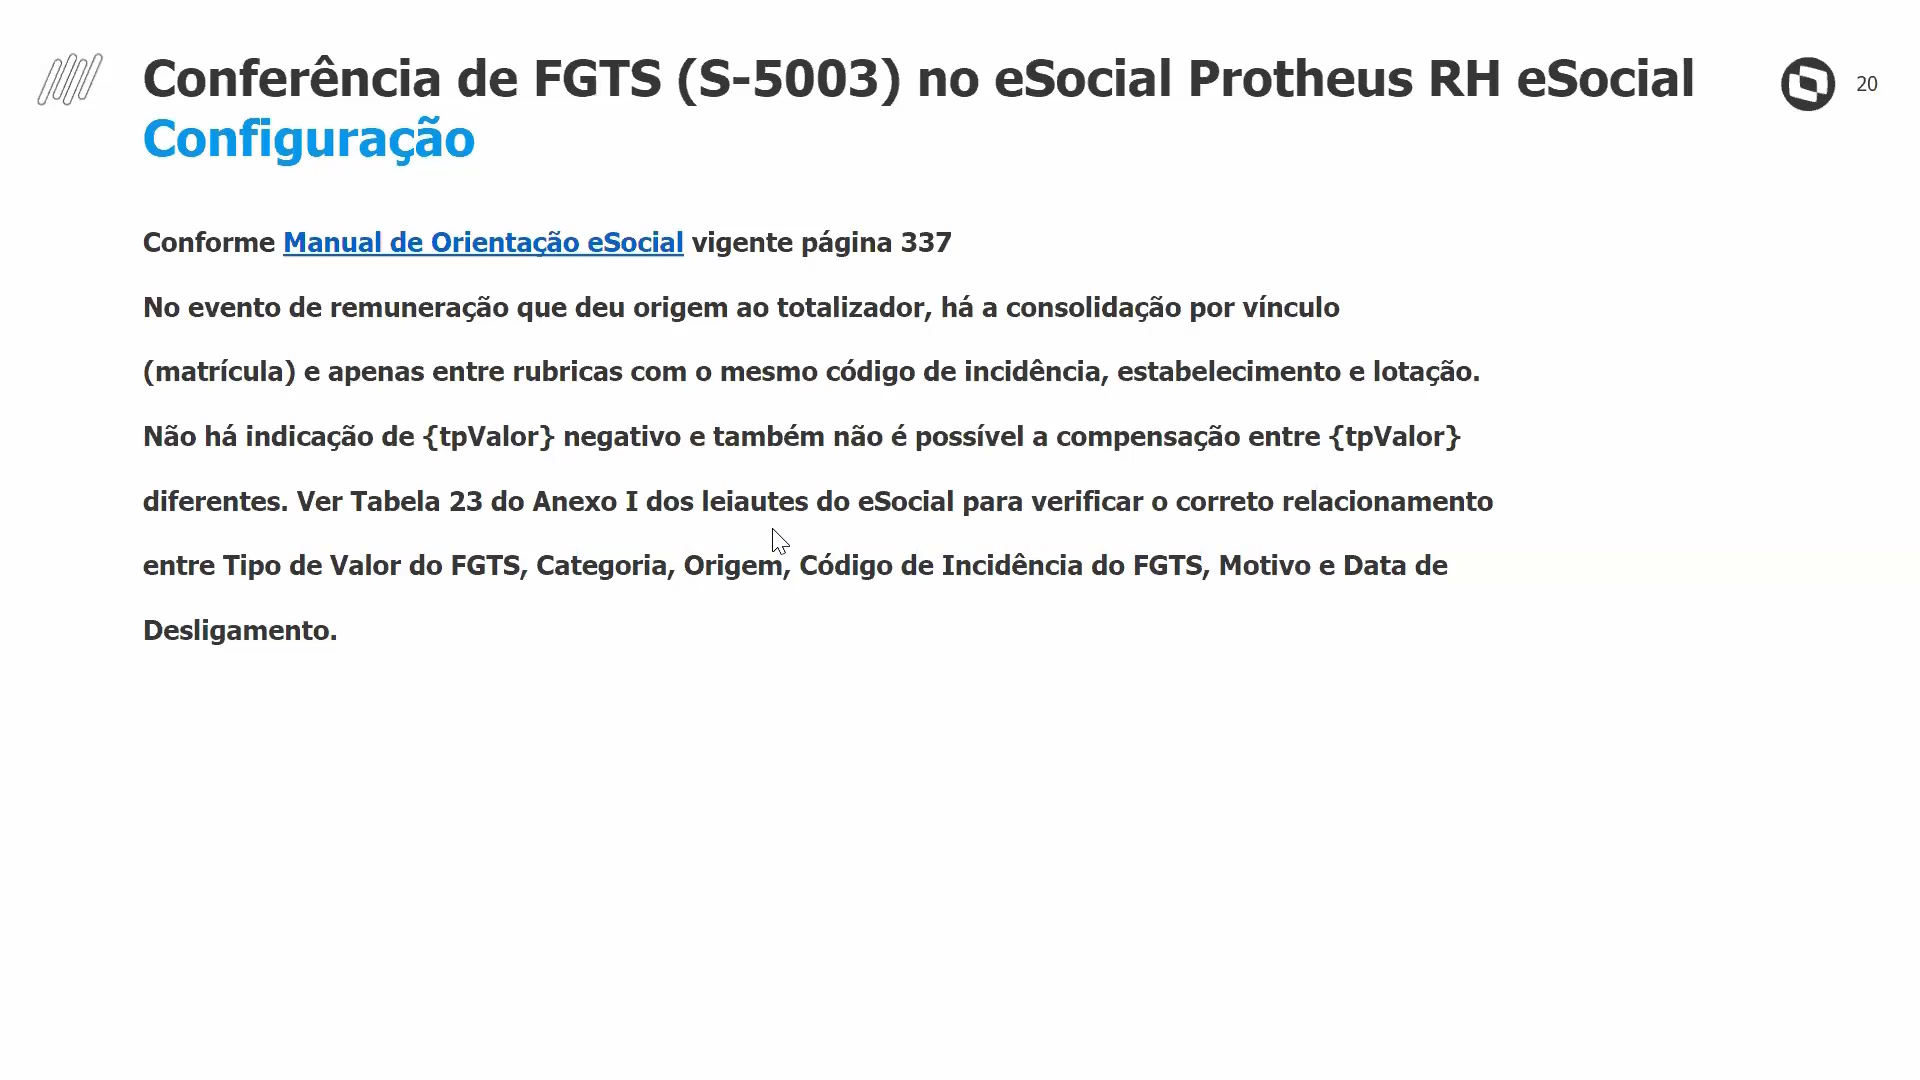 Conferência de FGTS (S-5003) no eSocial Protheus RH eSocial
20
Configuração
Conforme Manual de Orientação eSocial vigente página 337
No evento de remuneração que deu origem ao totalizador, há a consolidação por vínculo
(matrícula) e apenas entre rubricas com o mesmo código de incidência, estabelecimento e lotação.
Não há indicação de {tpValor} negativo e também não é possível a compensação entre {tpValor}
diferentes. Ver Tabela 23 do Anexo I dos leiautes do eSocial para verificar o correto relacionamento
entre Tipo de Valor do FGTS, Categoria, Origem, Código de Incidência do FGTS, Motivo e Data de
Desligamento.